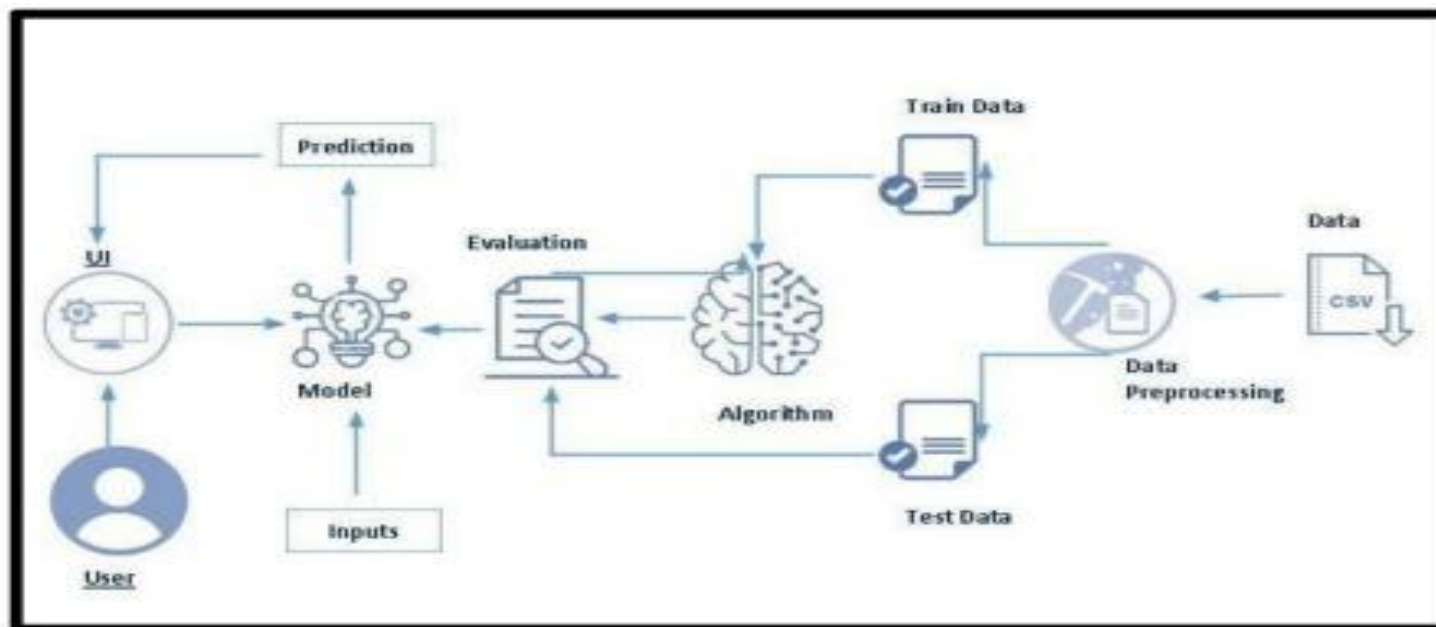 Train Data
Prediction
Data
Evaluation
UI
CSV
Data
Preprocessing
Model
Algorithm
Test Data
Inputs
User